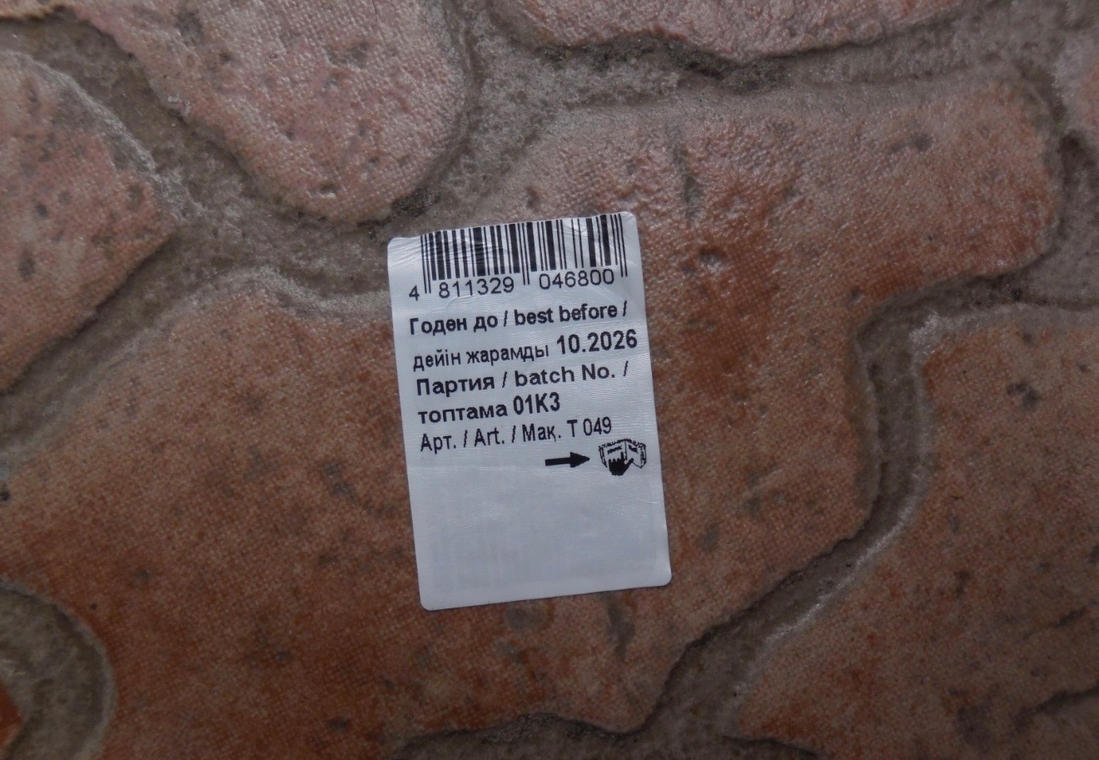 4 811329 046800
Годен до / best before /
дейін жарамды 10.2026
Партия / batch No. /
топтама 01K3
Арт. / Art. / Мақ. T 049